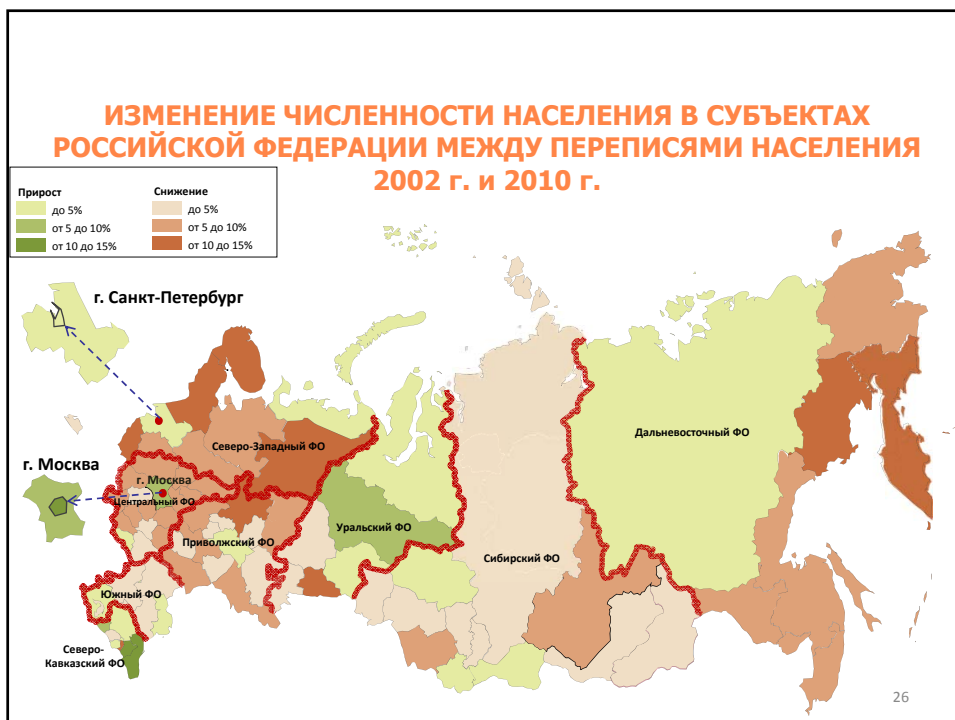 ИЗМЕНЕНИЕ ЧИСЛЕННОСТИ НАСЕЛЕНИЯ В СУБЪЕКТАХ
РОССИЙСКОЙ ФЕДЕРАЦИИ МЕЖДУ ПЕРЕПИСЯМИ НАСЕЛЕНИЯ
2002 г. и 2010 г.
Прирост
до 5%
от 5 до 10%
от 10 до 15%
Снижение
до 5%
от 5 до 10%
от 10 до 15%
г. Санкт-Петербург
г. Москва
Северо-Западный ФО
г. Москва
Центральный ФО
Приволжский ФО
Уральский ФО
Сибирский ФО
Дальневосточный ФО
Южный ФО
Северо-
Кавказский ФО
26